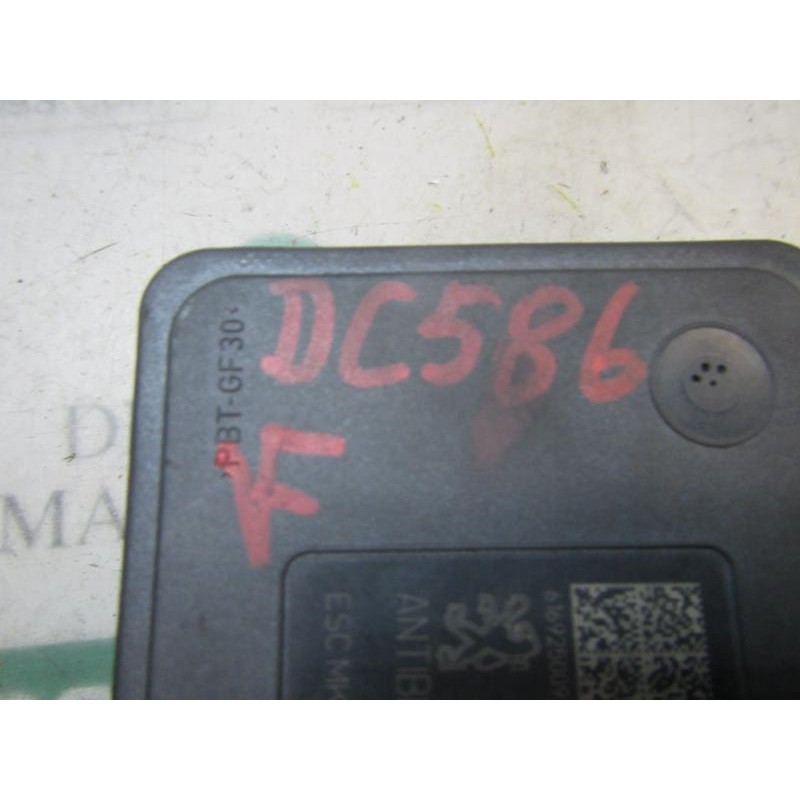 DC586
F
>PBT-GF30<
ANTIB
ESC MK